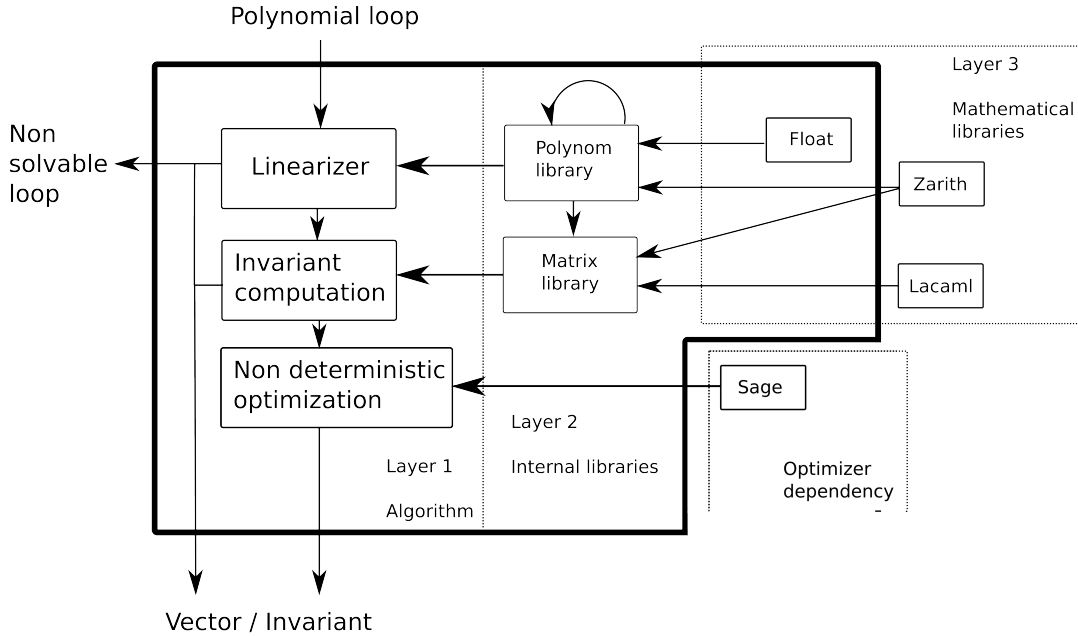 Polynomial loop
Layer 3
Mathematical
libraries
Non
solvable
loop
Linearizer
Polynom
library
Float
Zarith
Invariant
computation
Matrix
library
Lacaml
Non deterministic
optimization
Sage
Layer 2
Internal libraries
Layer 1
Algorithm
Optimizer
dependency
Vector / Invariant